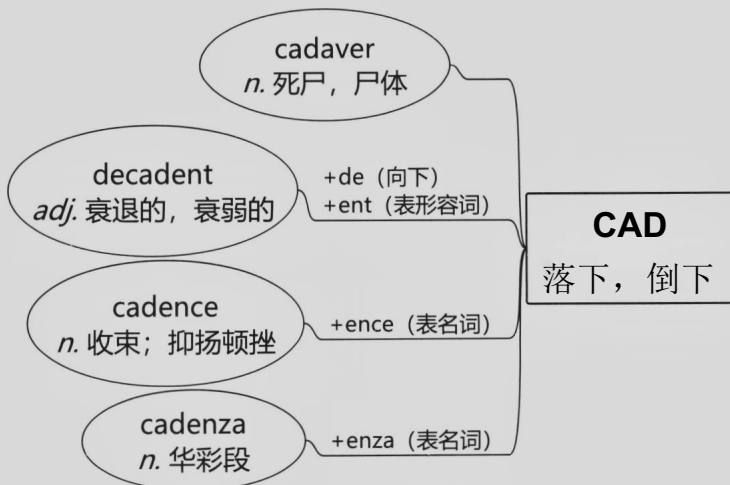 cadaver
n. 死尸，尸体
decadent
adj. 衰退的，衰弱的
+de（向下）
+ent（表形容词）
CAD
落下，倒下
cadence
n. 收束；抑扬顿挫
+ence（表名词）
cadenza
n. 华彩段
+enza（表名词）